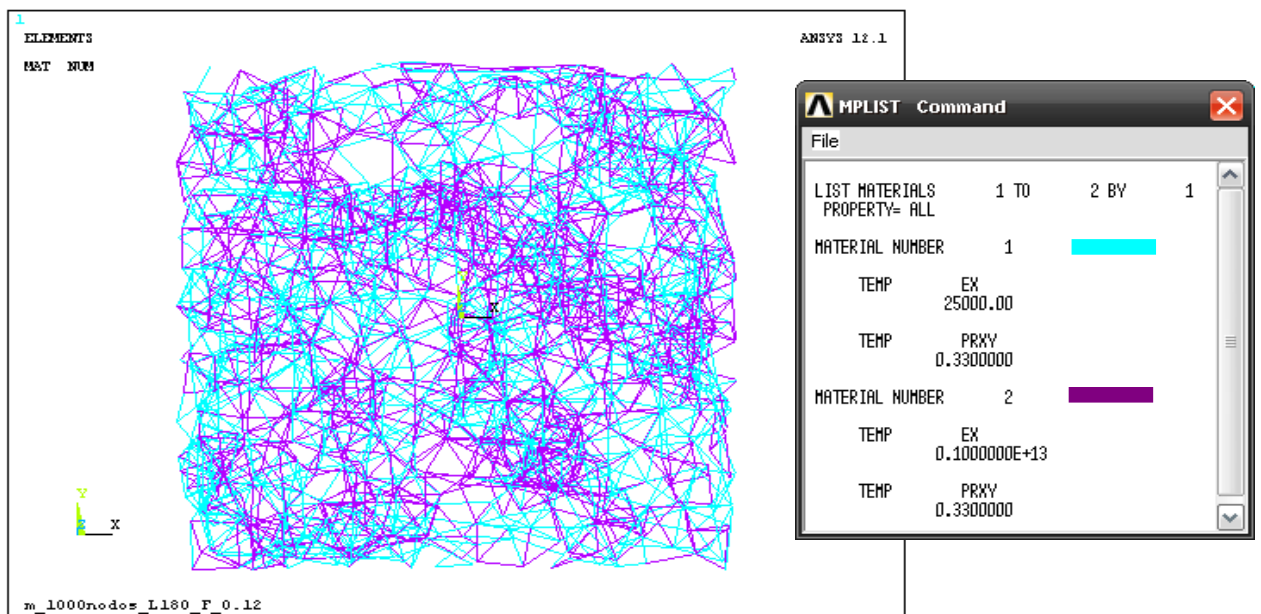 1
ELEMENTS
MAT NUM
ANSYS 12.1
Y
X
Y
Z X
m_1000nodos_L180_F_0.12
MPLIST Command
File
LIST MATERIALS 1 TO 2 BY 1
PROPERTY= ALL
MATERIAL NUMBER 1
TEMP EX
25000.00
TEMP PRXY
0.3300000
MATERIAL NUMBER 2
TEMP EX
0.1000000E+13
TEMP PRXY
0.3300000